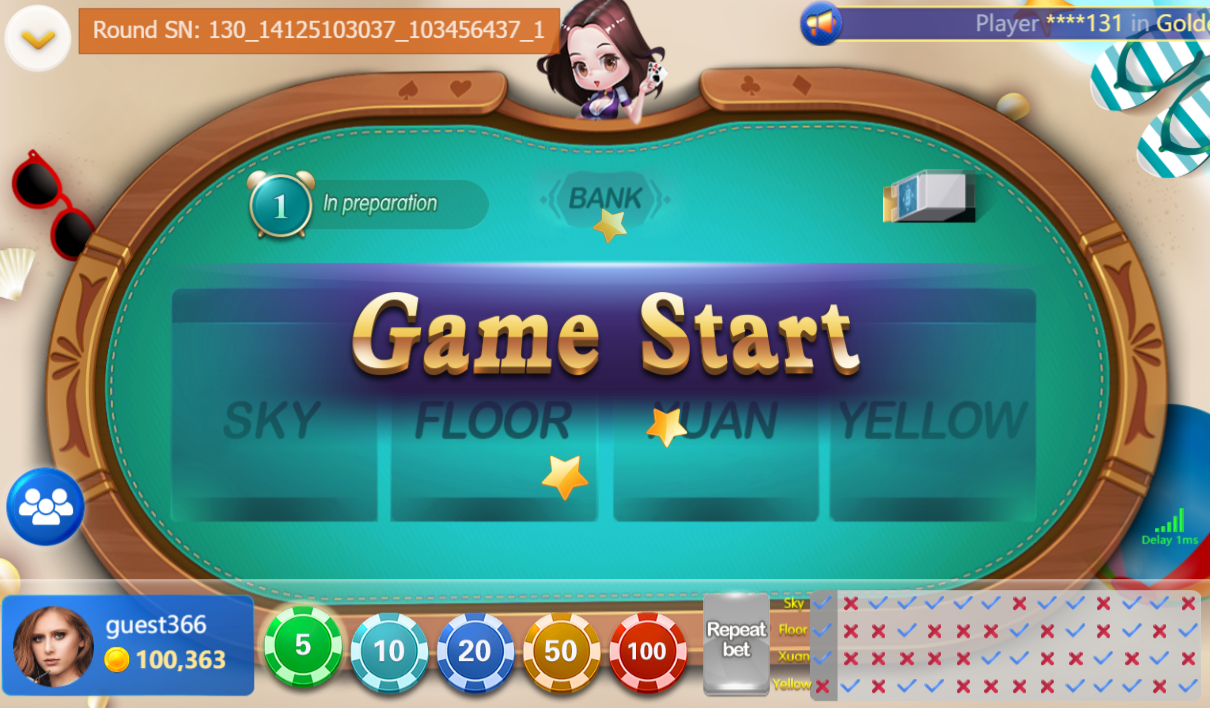 Round SN: 130_14125103037_103456437_1
Player ****131 in
1
In preparation
BANK
Game Start
SKY
FLOOR
XUAN
YELLOW
Delay 1ms
guest366
100,363
5
10
20
50
100
Repeat
bet
Sky
Floor
Xuan
Yellow